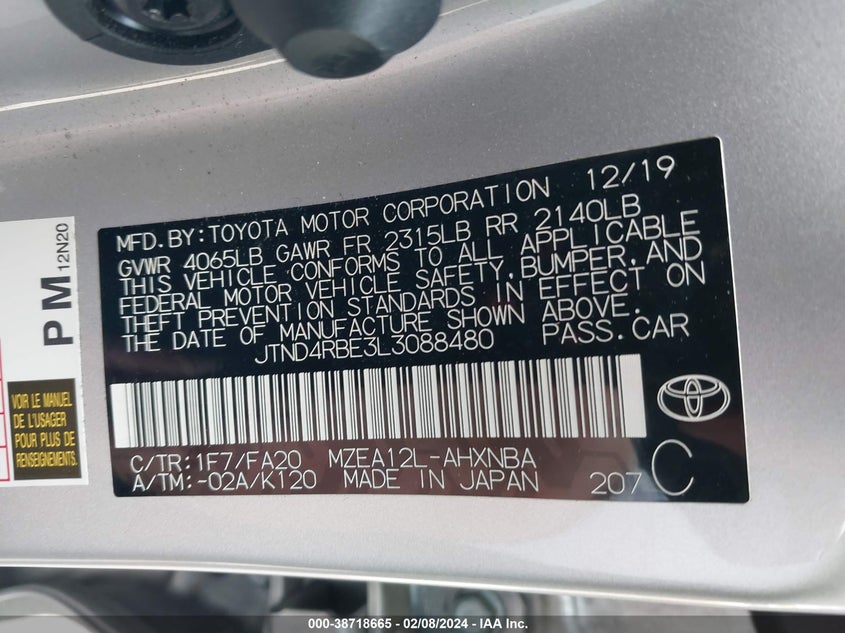 MFD.BY:TOYOTA MOTOR CORPORATION 12/19
GVWR 4065LB GAWR FR 2315LB RR 2140LB
THIS VEHICLE CONFORMS TO ALL APPLICABLE
FEDERAL MOTOR VEHICLE SAFETY,BUMPER,AND
THEFT PREVENTION STANDARDS IN EFFECT ON
THE DATE OF MANUFACTURE SHOWN ABOVE.
JTND4RBE3L3088480 PASS.CAR
C/TR:1F7/FA20 MZEA12L-AHXNBA
A/TM:-02A/K120 MADE IN JAPAN 207 C
PM
12N20
VOIR LE MANUEL
DE L'USAGER
POUR PLUS DE
RENSEIGNEMENTS
000-38718665 - 02/08/2024 - IAA Inc.